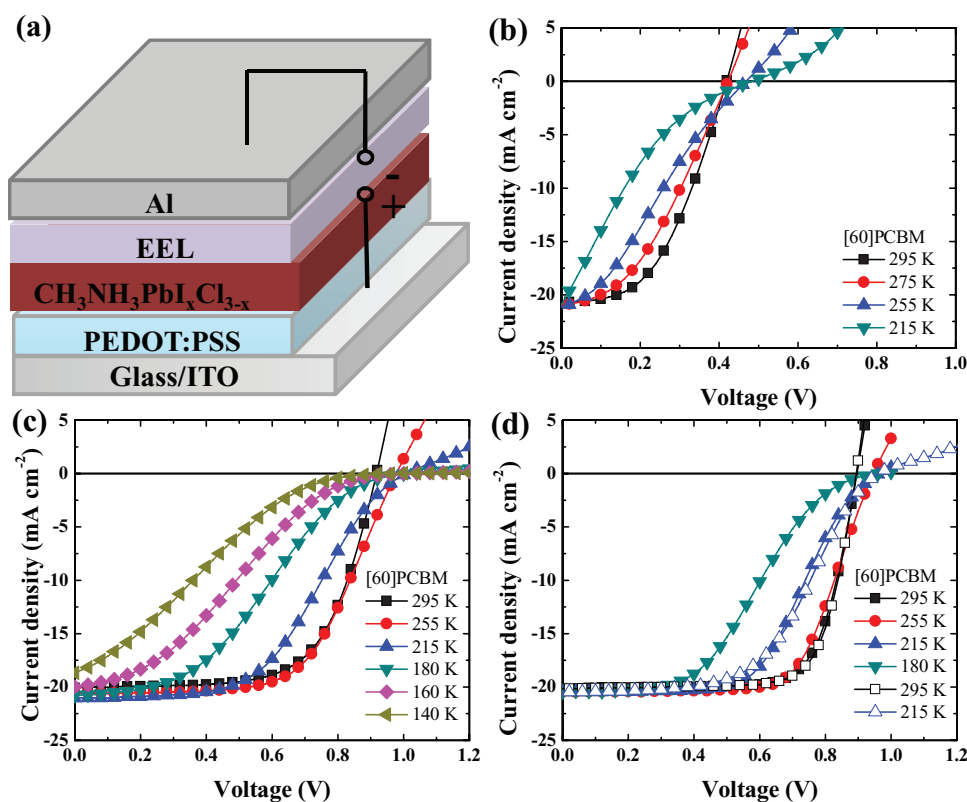 (a)
-
+
Al
EEL
CH₃NH₃PbIₓCl₃₋ₓ
PEDOT:PSS
Glass/ITO
(b)
5
0
-5
-10
-15
-20
-25
Current density (mA cm⁻²)
[60]PCBM
295 K
275 K
255 K
215 K
0.0 0.2 0.4 0.6 0.8 1.0
Voltage (V)
(c)
5
0
-5
-10
-15
-20
-25
Current density (mA cm⁻²)
[60]PCBM
295 K
255 K
215 K
180 K
160 K
140 K
0.0 0.2 0.4 0.6 0.8 1.0 1.2
Voltage (V)
(d)
5
0
-5
-10
-15
-20
-25
Current density (mA cm⁻²)
[60]PCBM
295 K
255 K
215 K
180 K
295 K
215 K
0.0 0.2 0.4 0.6 0.8 1.0 1.2
Voltage (V)